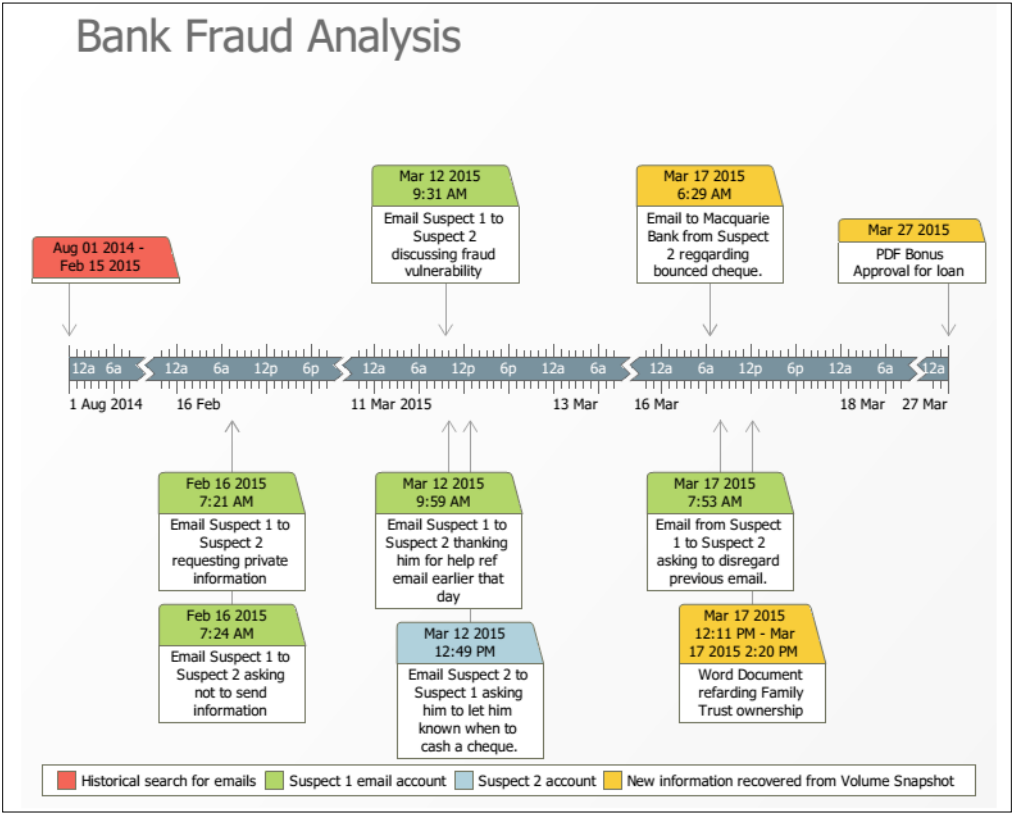 Bank Fraud Analysis
Mar 12 2015
9:31 AM
Email Suspect 1 to
Suspect 2
discussing fraud
vulnerability
Mar 17 2015
6:29 AM
Email to Macquarie
Bank from Suspect
2 regqarding
bounced cheque.
Aug 01 2014 -
Feb 15 2015
Mar 27 2015
PDF Bonus
Approval for loan
12a 6a 12a 6a 12p 6p 12a 6a 12p 6p 12a 6a 12a 6a 12p 6p 12a 6a 12a
1 Aug 2014 16 Feb 11 Mar 2015 13 Mar 16 Mar 18 Mar 27 Mar
Feb 16 2015
7:21 AM
Email Suspect 1 to
Suspect 2
requesting private
information
Feb 16 2015
7:24 AM
Email Suspect 1 to
Suspect 2 asking
not to send
information
Mar 12 2015
9:59 AM
Email Suspect 1 to
Suspect 2 thanking
him for help ref
email earlier that
day
Mar 12 2015
12:49 PM
Email Suspect 2 to
Suspect 1 asking
him to let him
known when to
cash a cheque.
Mar 17 2015
7:53 AM
Email from Suspect
1 to Suspect 2
asking to disregard
previous email.
Mar 17 2015
12:11 PM - Mar
17 2015 2:20 PM
Word Document
refarding Family
Trust ownership
Historical search for emails Suspect 1 email account Suspect 2 account New information recovered from Volume Snapshot